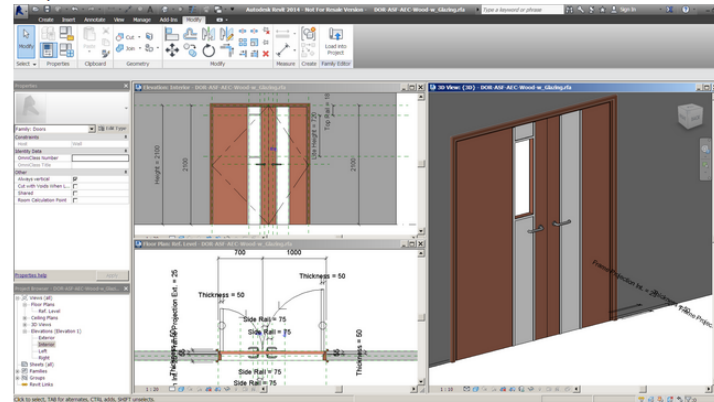 Autodesk Revit 2014 - Not For Resale Version - DOR-ASF-AEC-Wood-w_Glazing.rfa
Type a keyword or phrase
Sign In
Create Insert Annotate View Manage Add-Ins Modify
Modify
Paste
Cut
Join
Load into
Project
Select Properties Clipboard Geometry Modify Measure Create Family Editor
Properties
Family: Doors
Edit Type
Constraints
Host Wall
Identity Data
OmniClass Number
OmniClass Title
Other
Always vertical
Cut with Voids When L...
Shared
Room Calculation Point
Properties help
Apply
Project Browser - DOR-ASF-AEC-Wood-w_Glazi...
Views (all)
Floor Plans
Ref. Level
Ceiling Plans
3D Views
Elevations (Elevation 1)
Exterior
Interior
Left
Right
Sheets (all)
Families
Groups
Revit Links
Elevation: Interior - DOR-ASF-AEC-Wood-w_Glazing.rfa
Height = 2100
2100
2100
Floor Plan: Ref. Level - DOR-ASF-AEC-Wood-w_Glazing.rfa
700
1000
Thickness = 50
Thickness = 50
Side Rail = 75
Side Rail = 75
Thickness = 50
Side Rail = 75
Side Rail = 75
1 : 20
3D View: {3D} - DOR-ASF-AEC-Wood-w_Glazing.rfa
1 : 10
Click to select, TAB for alternates, CTRL adds, SHIFT unselects.